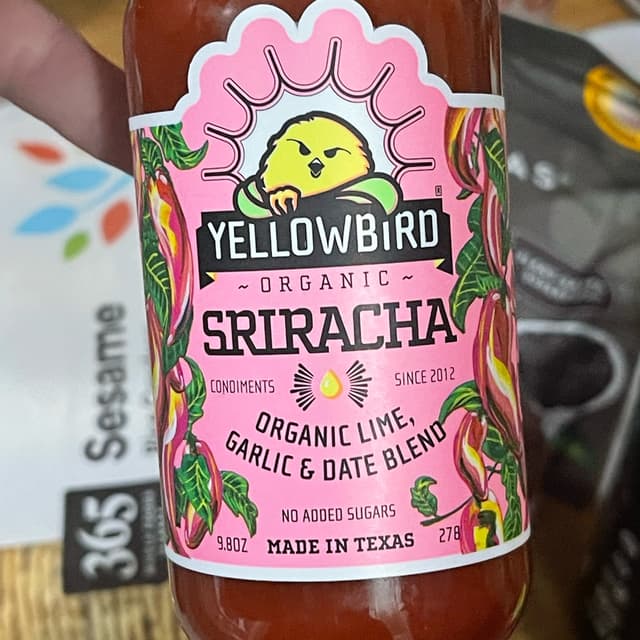 YELLOWBIRD
®
~ ORGANIC ~
SRIRACHA
CONDIMENTS
SINCE 2012
ORGANIC LIME,
GARLIC & DATE BLEND
NO ADDED SUGARS
9.8OZ
MADE IN TEXAS
278
Sesame
365
AS